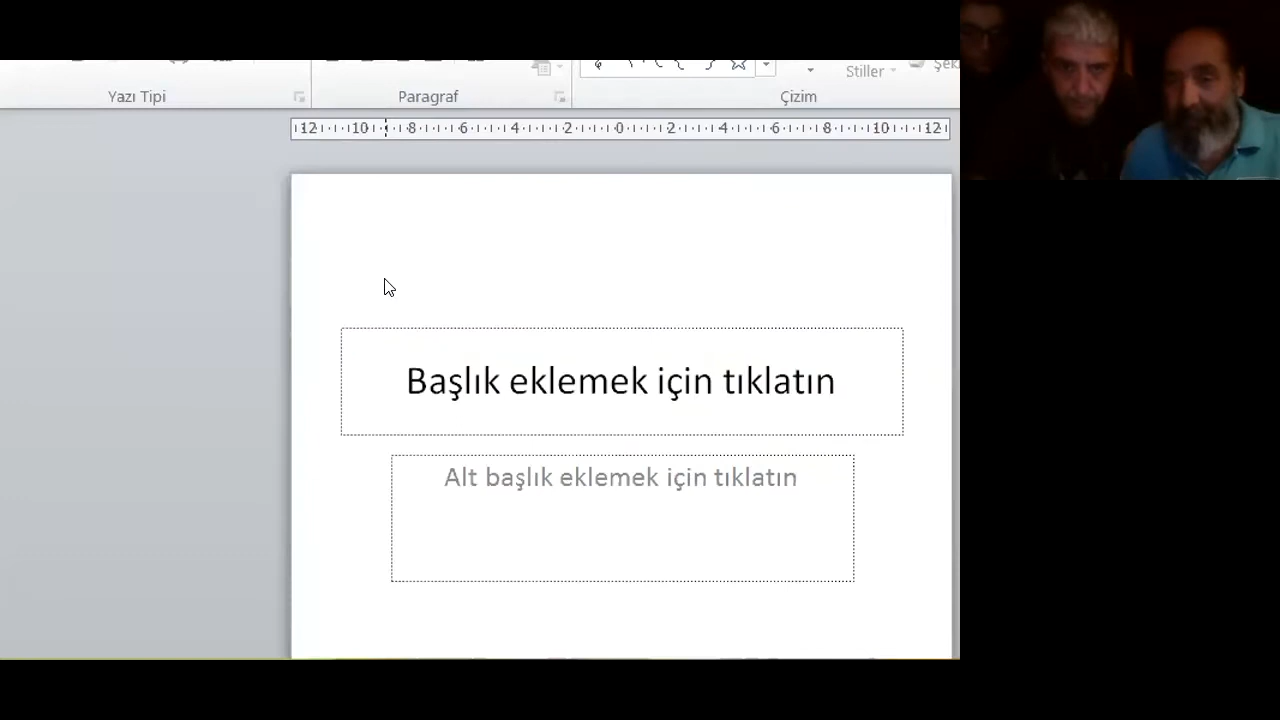 Stiller
Yazı Tipi
Paragraf
Çizim
12 10 8 6 4 2 0 2 4 6 8 10 12
Başlık eklemek için tıklatın
Alt başlık eklemek için tıklatın